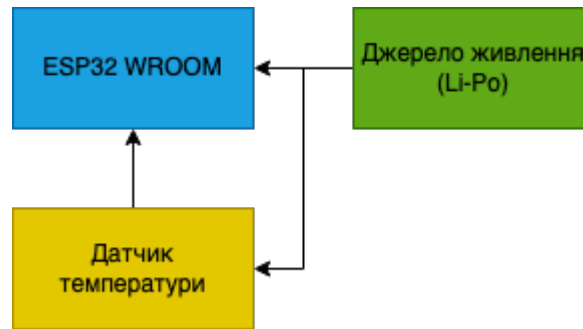 ESP32 WROOM
Джерело живлення
(Li-Po)
Датчик
температури